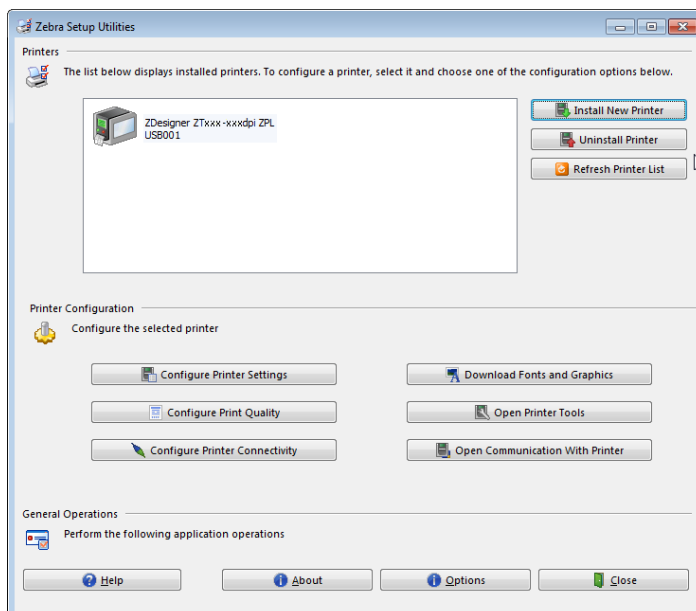 Zebra Setup Utilities
Printers
The list below displays installed printers. To configure a printer, select it and choose one of the configuration options below.
ZDesigner ZTxxx-xxxdpi ZPL
USB001
Install New Printer
Uninstall Printer
Refresh Printer List
Printer Configuration
Configure the selected printer
Configure Printer Settings
Download Fonts and Graphics
Configure Print Quality
Open Printer Tools
Configure Printer Connectivity
Open Communication With Printer
General Operations
Perform the following application operations
Help
About
Options
Close